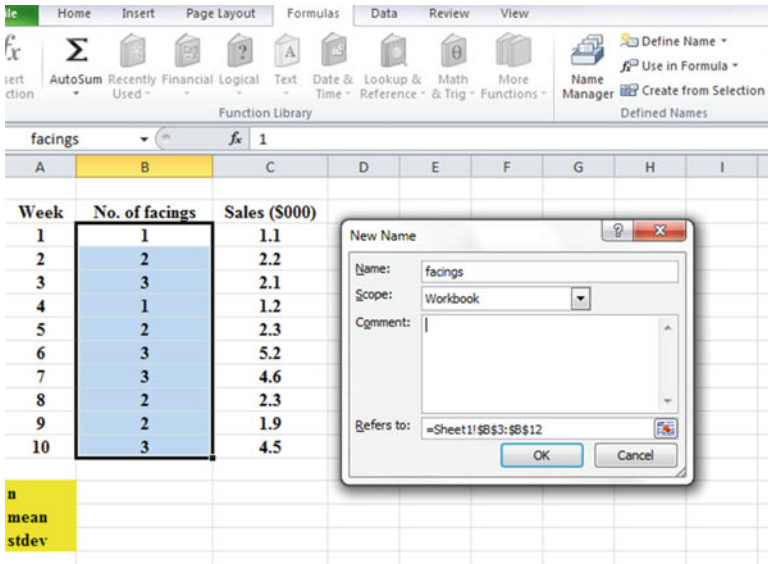 ile Home Insert Page Layout Formulas Data Review View
fx Σ ? A θ
sert AutoSum Recently Financial Logical Text Date & Lookup & Math More Name
ction Used Time Reference & Trig Functions Manager
Define Name
fx Use in Formula
Create from Selection
Function Library Defined Names
facings fx 1
A B C D E F G H I
Week No. of facings Sales ($000)
1 1 1.1
2 2 2.2
3 3 2.1
4 1 1.2
5 2 2.3
6 3 5.2
7 3 4.6
8 2 2.3
9 2 1.9
10 3 4.5
n
mean
stdev
New Name ? X
Name: facings
Scope: Workbook
Comment:
Refers to: =Sheet1!$B$3:$B$12
OK Cancel